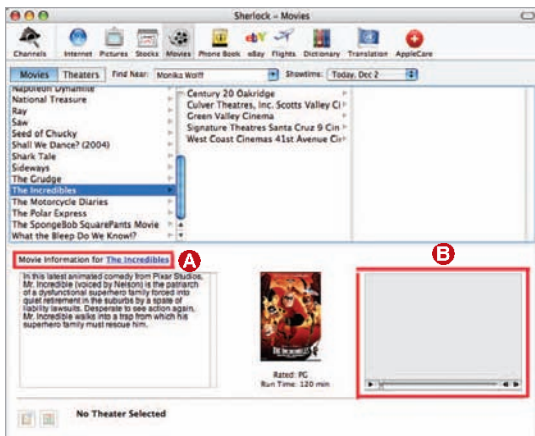 Sherlock – Movies
Channels Internet Pictures Stocks Movies Phone Book eBay Flights Dictionary Translation AppleCare
Movies Theaters Find Near: Monika Wolff Showtime: Today, Dec 2
Napoleon Dynamite
National Treasure
Ray
Saw
Seed of Chucky
Shall We Dance? (2004)
Shark Tale
Sideways
The Grudge
The Incredibles
The Motorcycle Diaries
The Polar Express
The SpongeBob SquarePants Movie
What the Bleep Do We Know!?
Century 20 Oakridge
Culver Theatres, Inc. Scotts Valley Ci
Green Valley Cinema
Signature Theatres Santa Cruz 9 Cin
West Coast Cinemas 41st Avenue Cin
Movie Information for The Incredibles
A
B
In this latest animated comedy from Pixar Studios,
Mr. Incredible (voiced by Nelson) is the patriarch
of a dysfunctional superhero family forced into
quiet retirement in the suburbs by a spate of
liability lawsuits. Desperate to see action again,
Mr. Incredible walks into a trap from which his
superhero family must rescue him.
THE INCREDIBLES
Rated: PG
Run Time: 120 min
No Theater Selected